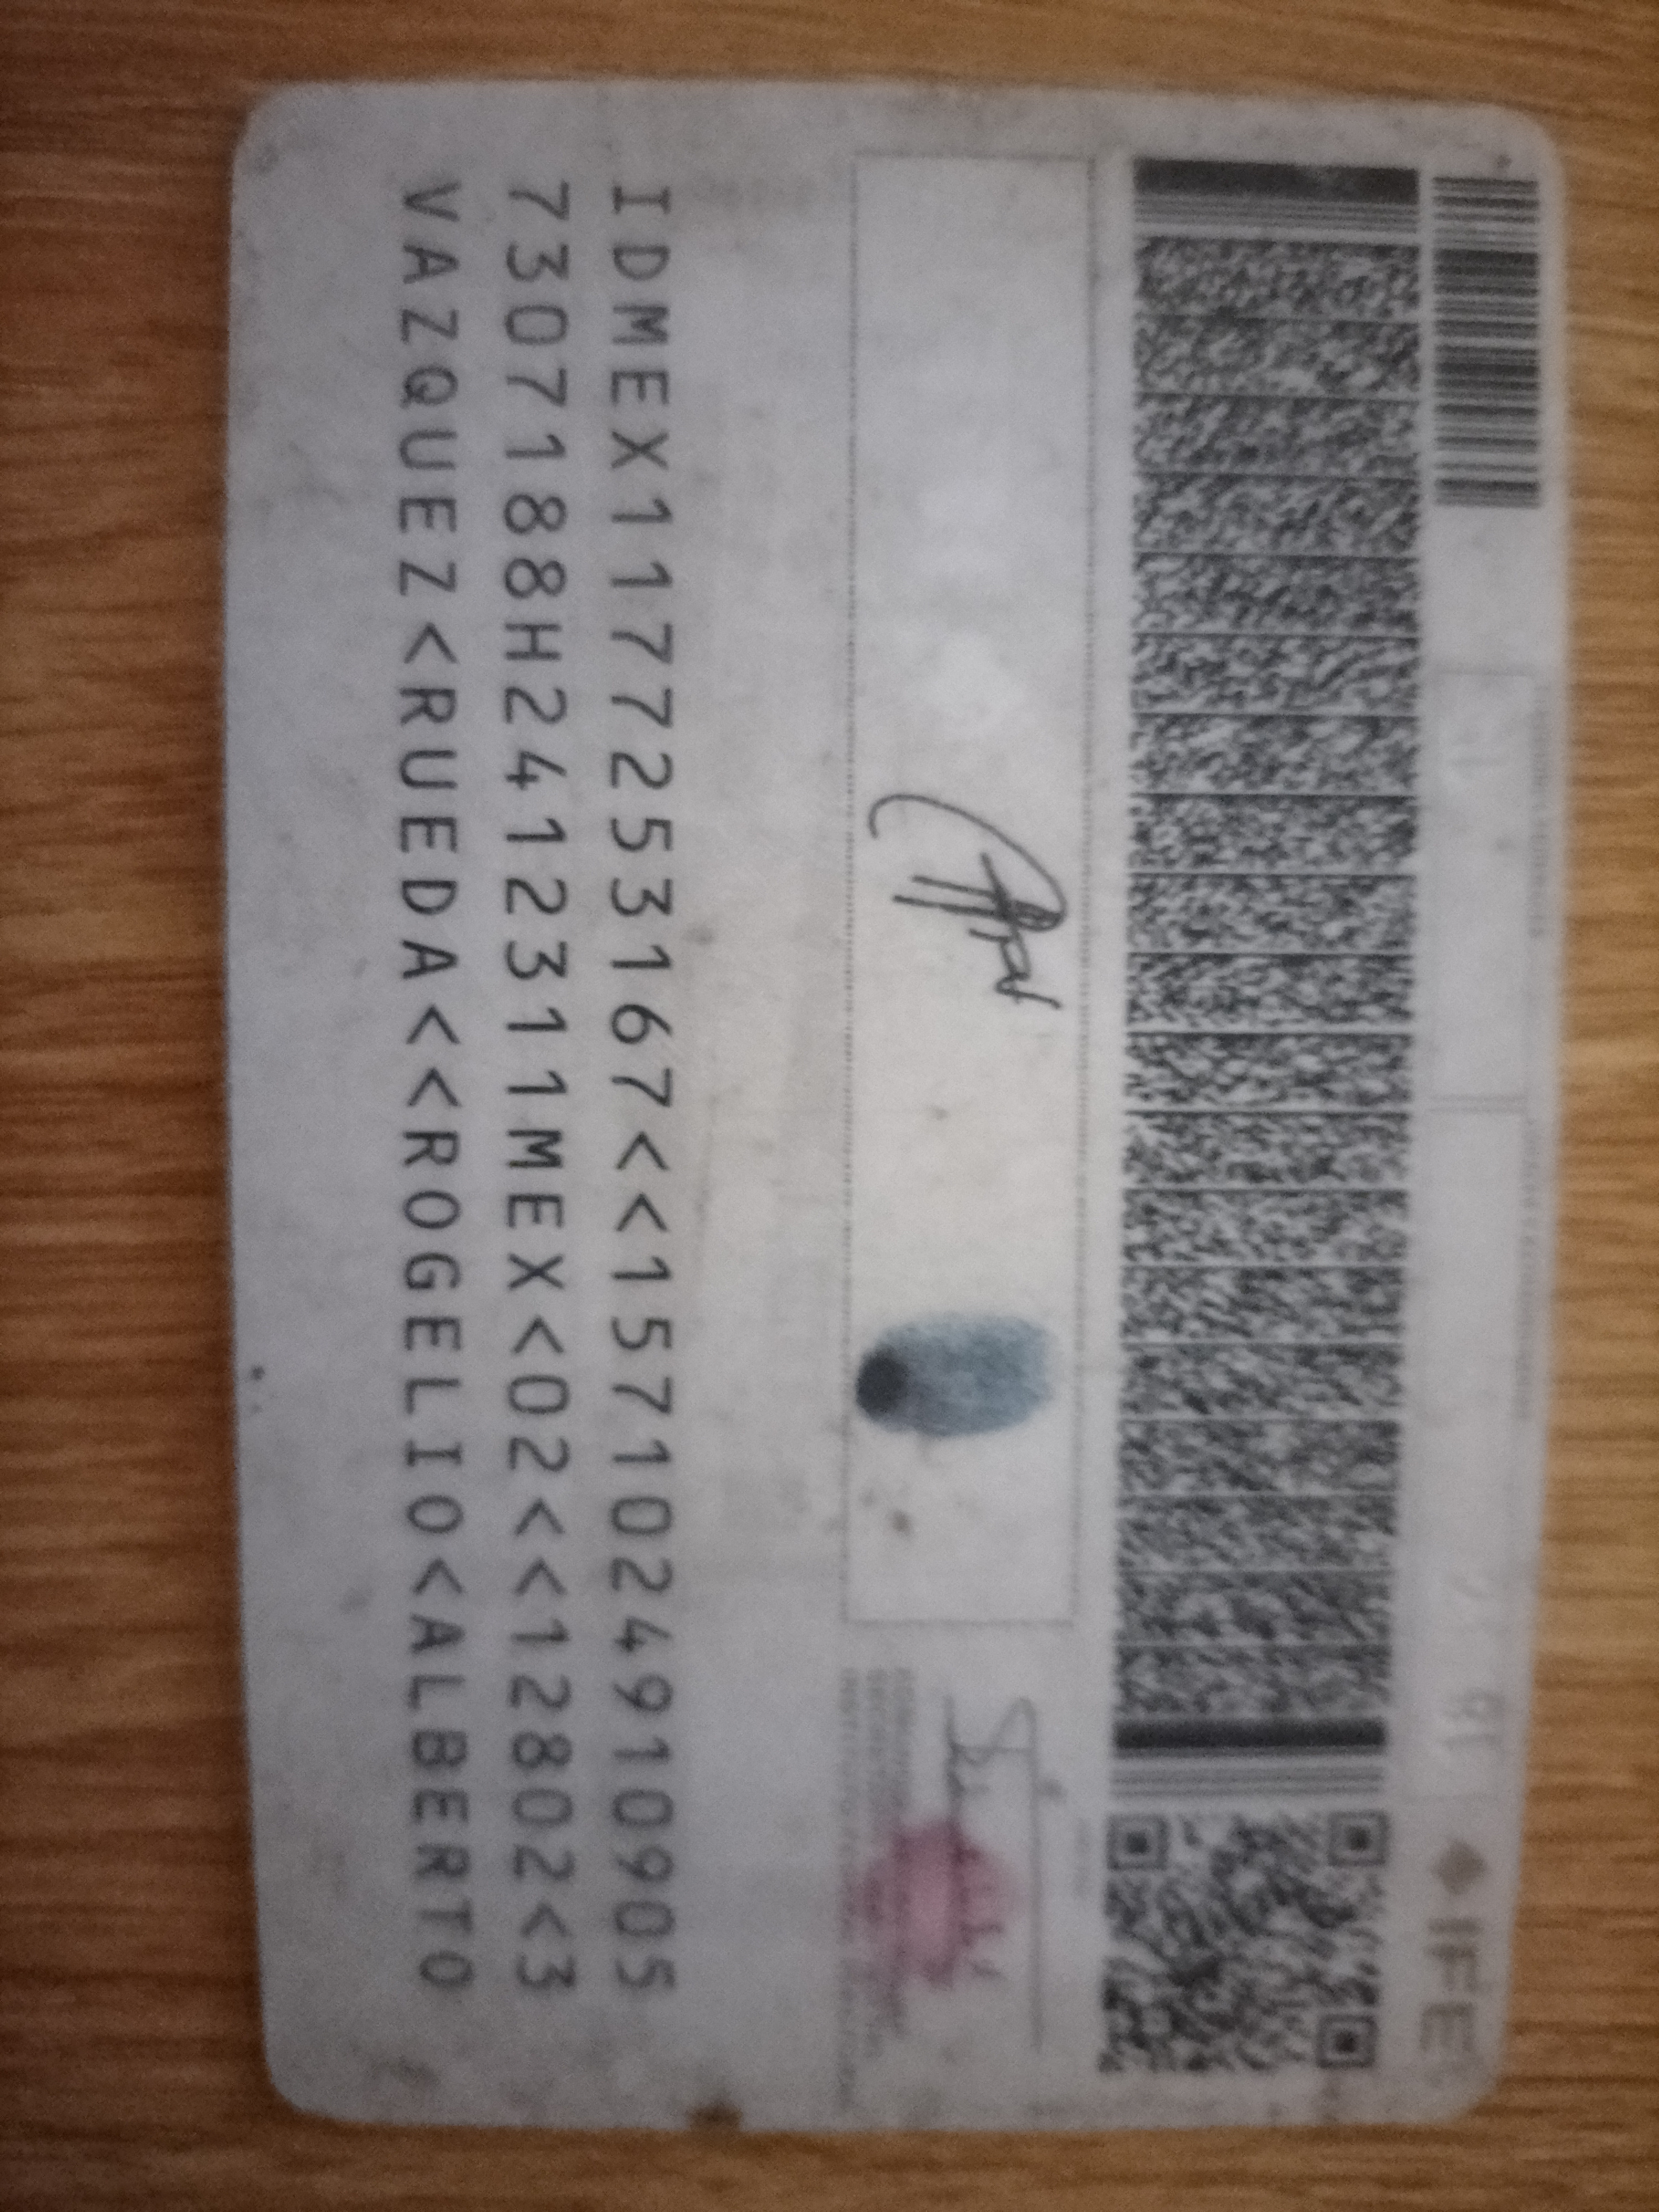 IFE
IDMEX1177253167<<1571024910905
7307188H2412311MEX<02<<12802<3
VAZQUEZ<RUEDA<<ROGELIO<ALBERTO